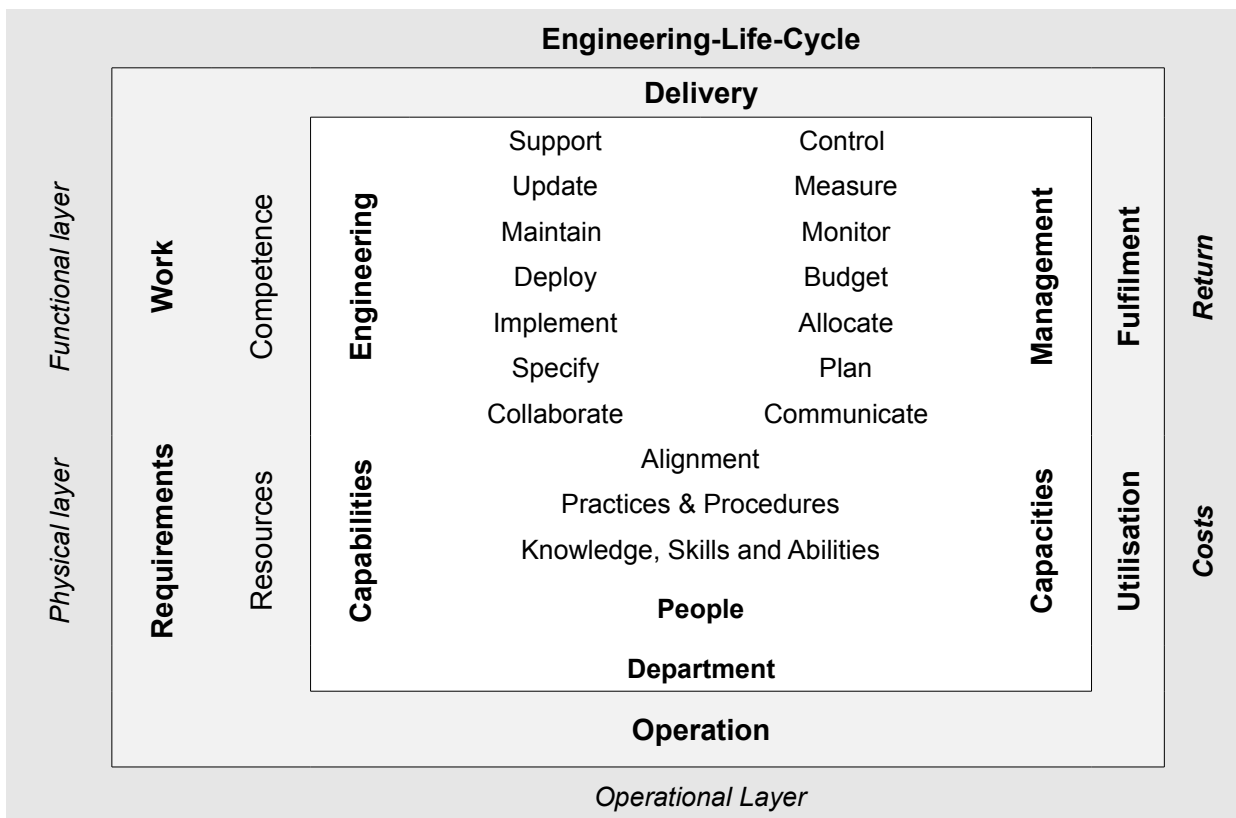 Engineering-Life-Cycle
Delivery
Functional layer
Work
Competence
Engineering
Support
Control
Update
Measure
Maintain
Monitor
Deploy
Budget
Implement
Allocate
Specify
Plan
Collaborate
Communicate
Management
Fulfilment
Return
Physical layer
Requirements
Resources
Capabilities
Alignment
Practices & Procedures
Knowledge, Skills and Abilities
People
Department
Capacities
Utilisation
Costs
Operation
Operational Layer